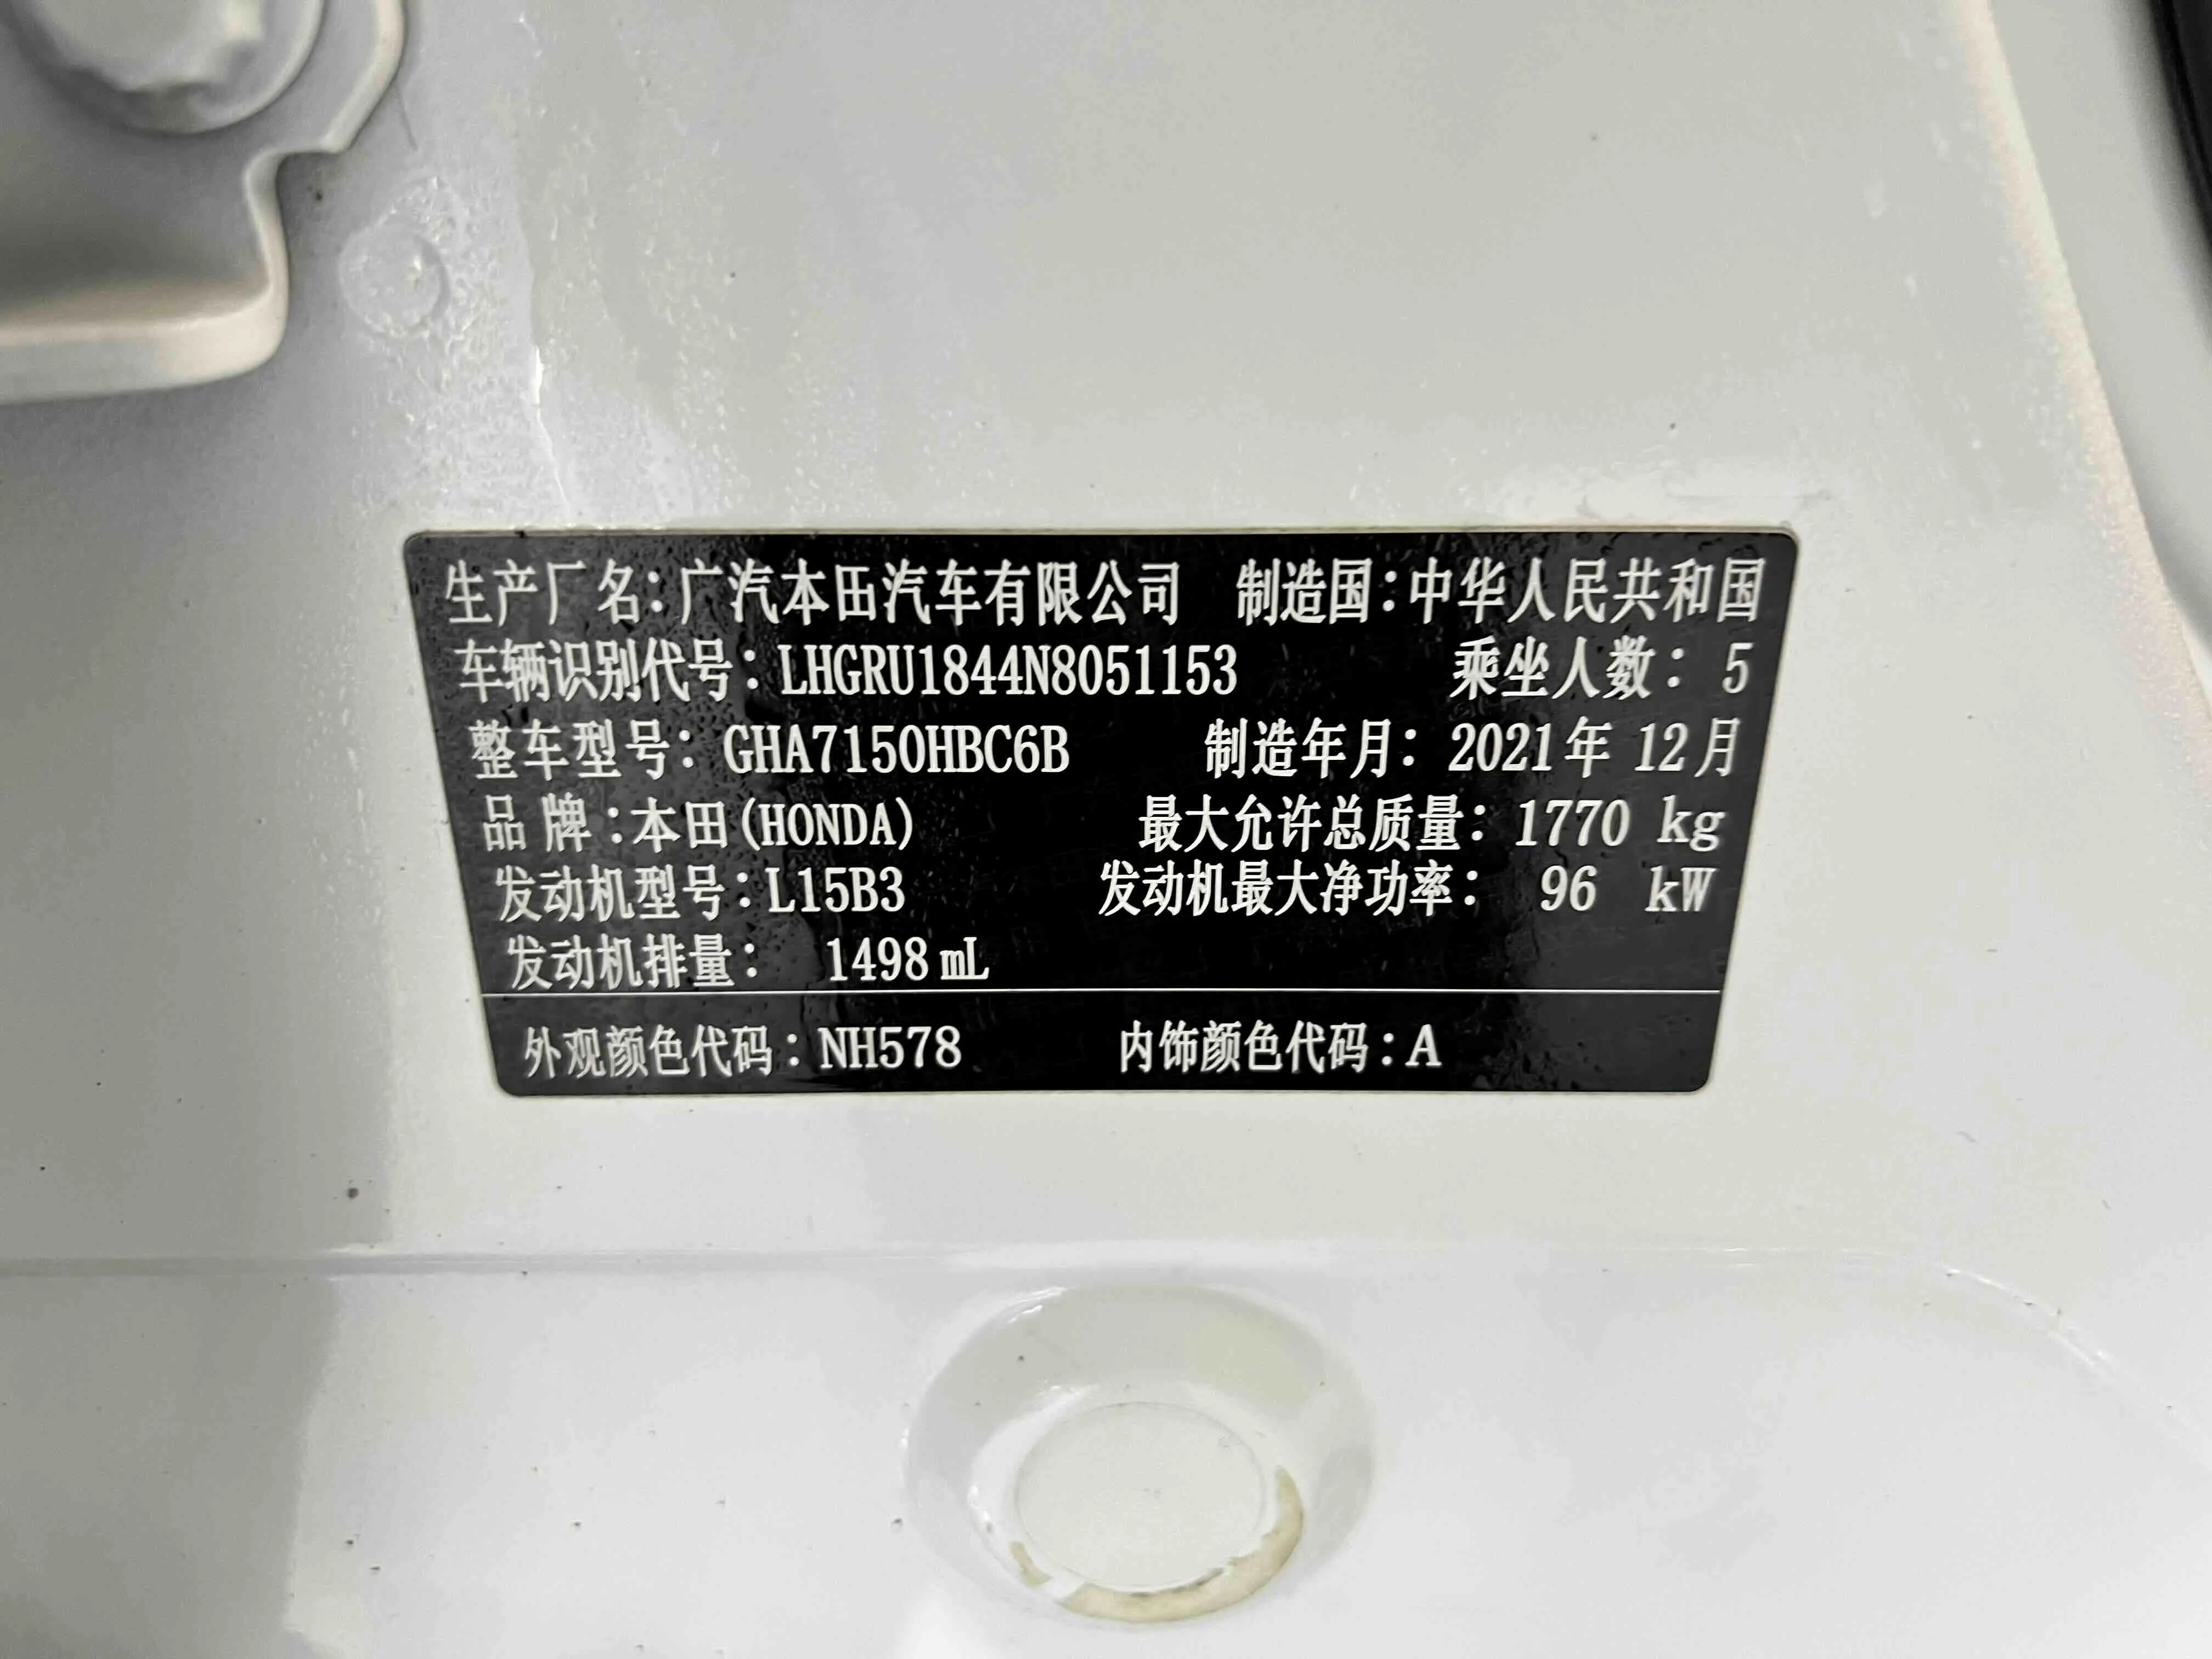 生产厂名：广汽本田汽车有限公司 制造国：中华人民共和国
车辆识别代号：LHGRU1844N8051153 乘坐人数：5
整车型号：GHA7150HBC6B 制造年月：2021年12月
品牌：本田(HONDA) 最大允许总质量：1770 kg
发动机型号：L15B3 发动机最大净功率：96 kW
发动机排量：1498 mL
外观颜色代码：NH578 内饰颜色代码：A